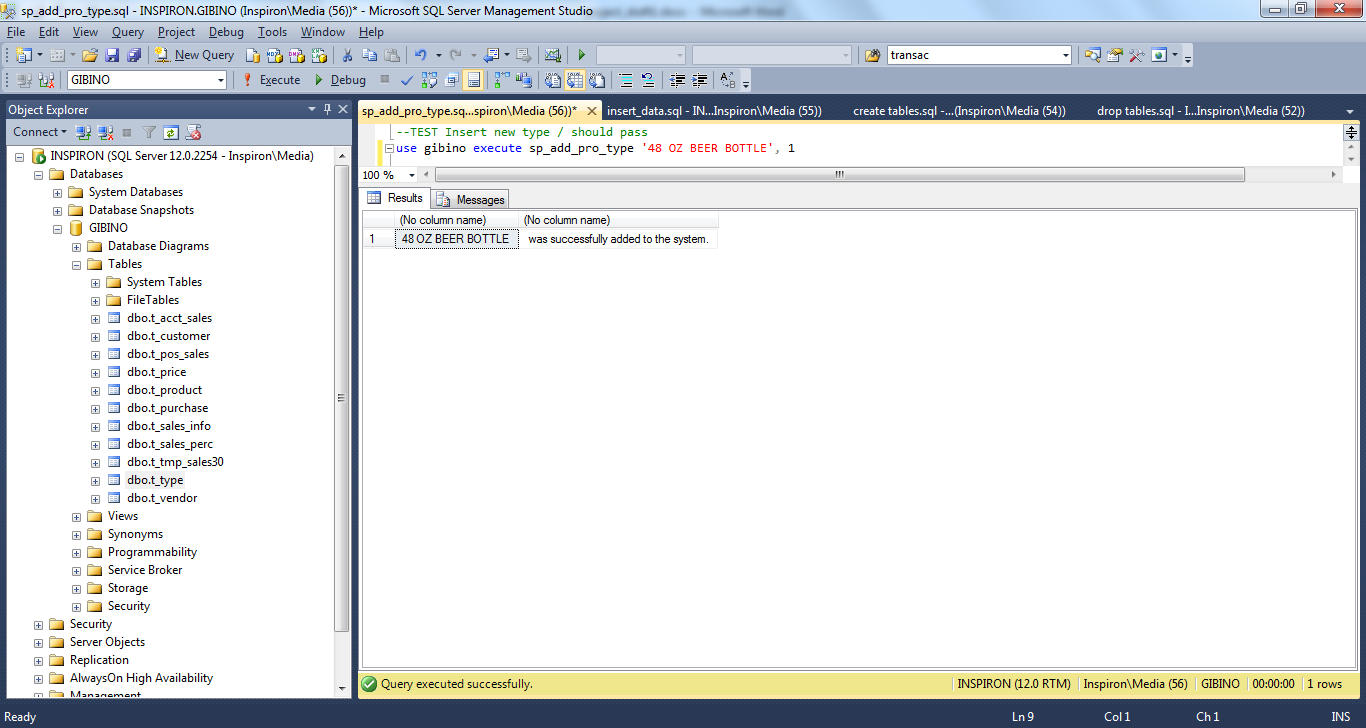 sp_add_pro_type.sql - INSPIRON.GIBINO (Inspiron\Media (56))* - Microsoft SQL Server Management Studio
File Edit View Query Project Debug Tools Window Help
New Query transac
GIBINO Execute Debug
Object Explorer
Connect
INSPIRON (SQL Server 12.0.2254 - Inspiron\Media)
Databases
System Databases
Database Snapshots
GIBINO
Database Diagrams
Tables
System Tables
FileTables
dbo.t_acct_sales
dbo.t_customer
dbo.t_pos_sales
dbo.t_price
dbo.t_product
dbo.t_purchase
dbo.t_sales_info
dbo.t_sales_perc
dbo.t_tmp_sales30
dbo.t_type
dbo.t_vendor
Views
Synonyms
Programmability
Service Broker
Storage
Security
Security
Server Objects
Replication
AlwaysOn High Availability
Management
sp_add_pro_type.sq...spiron\Media (56))* insert_data.sql - IN...Inspiron\Media (55)) create tables.sql -...(Inspiron\Media (54)) drop tables.sql - I...Inspiron\Media (52))
--TEST Insert new type / should pass
use gibino execute sp_add_pro_type '48 OZ BEER BOTTLE', 1
100 %
Results Messages
(No column name) (No column name)
1 48 OZ BEER BOTTLE was successfully added to the system.
Query executed successfully. INSPIRON (12.0 RTM) Inspiron\Media (56) GIBINO 00:00:00 1 rows
Ready Ln 9 Col 1 Ch 1 INS